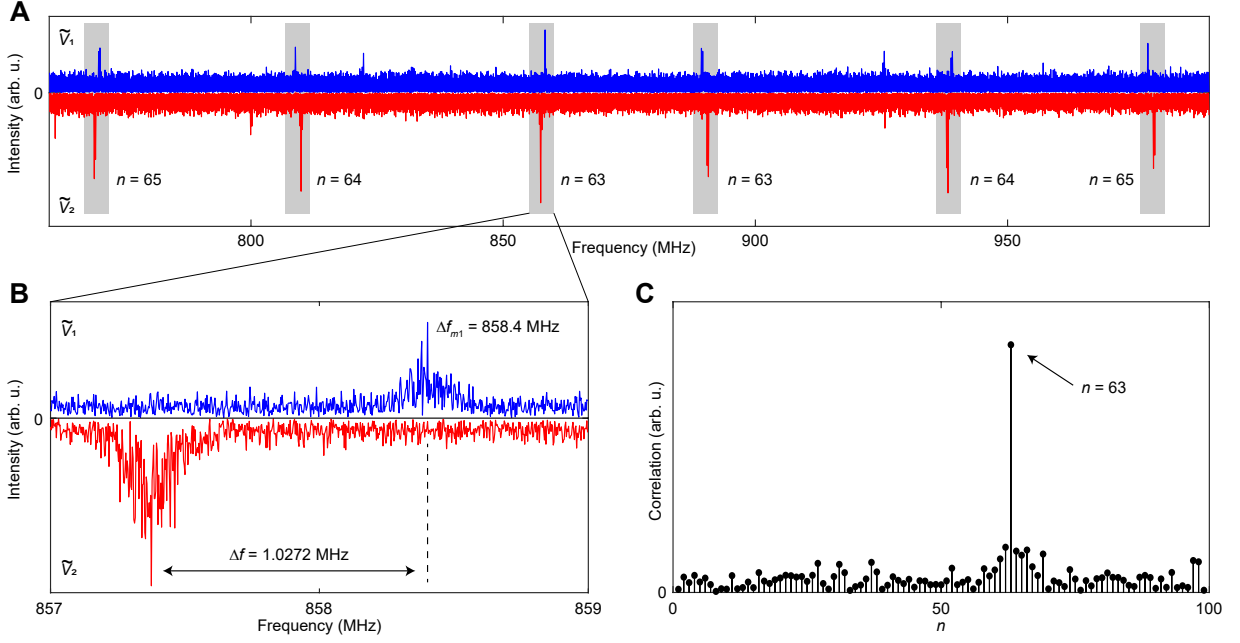 A
Ṽ₁
Intensity (arb. u.)
0
n = 65
n = 64
n = 63
n = 63
n = 64
n = 65
Ṽ₂
800
850
900
950
Frequency (MHz)
B
Ṽ₁
Δfm1 = 858.4 MHz
Intensity (arb. u.)
0
Δf = 1.0272 MHz
Ṽ₂
857
858
859
Frequency (MHz)
C
n = 63
Correlation (arb. u.)
0
0
50
100
n